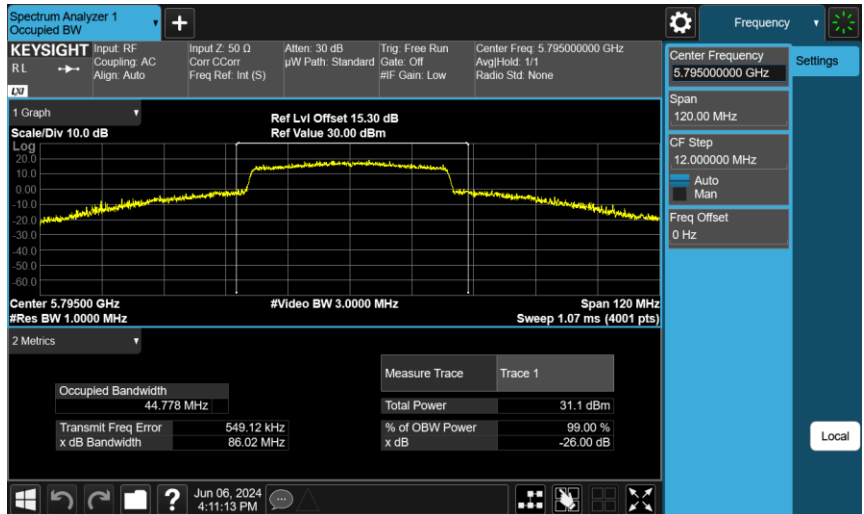 Spectrum Analyzer 1
Occupied BW
Frequency
KEYSIGHT
RL
LXI
Input: RF
Coupling: AC
Align: Auto
Input Z: 50 Ω
Corr CCorr
Freq Ref: Int (S)
Atten: 30 dB
µW Path: Standard
Trig: Free Run
Gate: Off
#IF Gain: Low
Center Freq: 5.795000000 GHz
Avg|Hold: 1/1
Radio Std: None
Center Frequency
5.795000000 GHz
Settings
Span
120.00 MHz
CF Step
12.000000 MHz
Auto
Man
Freq Offset
0 Hz
Local
1 Graph
Scale/Div 10.0 dB
Ref Lvl Offset 15.30 dB
Ref Value 30.00 dBm
Log
20.0
10.0
0.00
-10.0
-20.0
-30.0
-40.0
-50.0
-60.0
Center 5.79500 GHz
#Video BW 3.0000 MHz
Span 120 MHz
#Res BW 1.0000 MHz
Sweep 1.07 ms (4001 pts)
2 Metrics
Measure Trace Trace 1
Occupied Bandwidth
44.778 MHz
Total Power 31.1 dBm
Transmit Freq Error 549.12 kHz
% of OBW Power 99.00 %
x dB Bandwidth 86.02 MHz
x dB -26.00 dB
?
Jun 06, 2024
4:11:13 PM